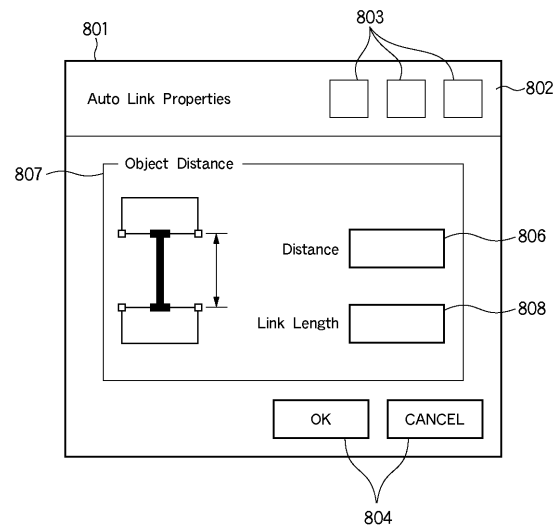 801
803
Auto Link Properties
802
807
Object Distance
Distance
806
Link Length
808
OK
CANCEL
804